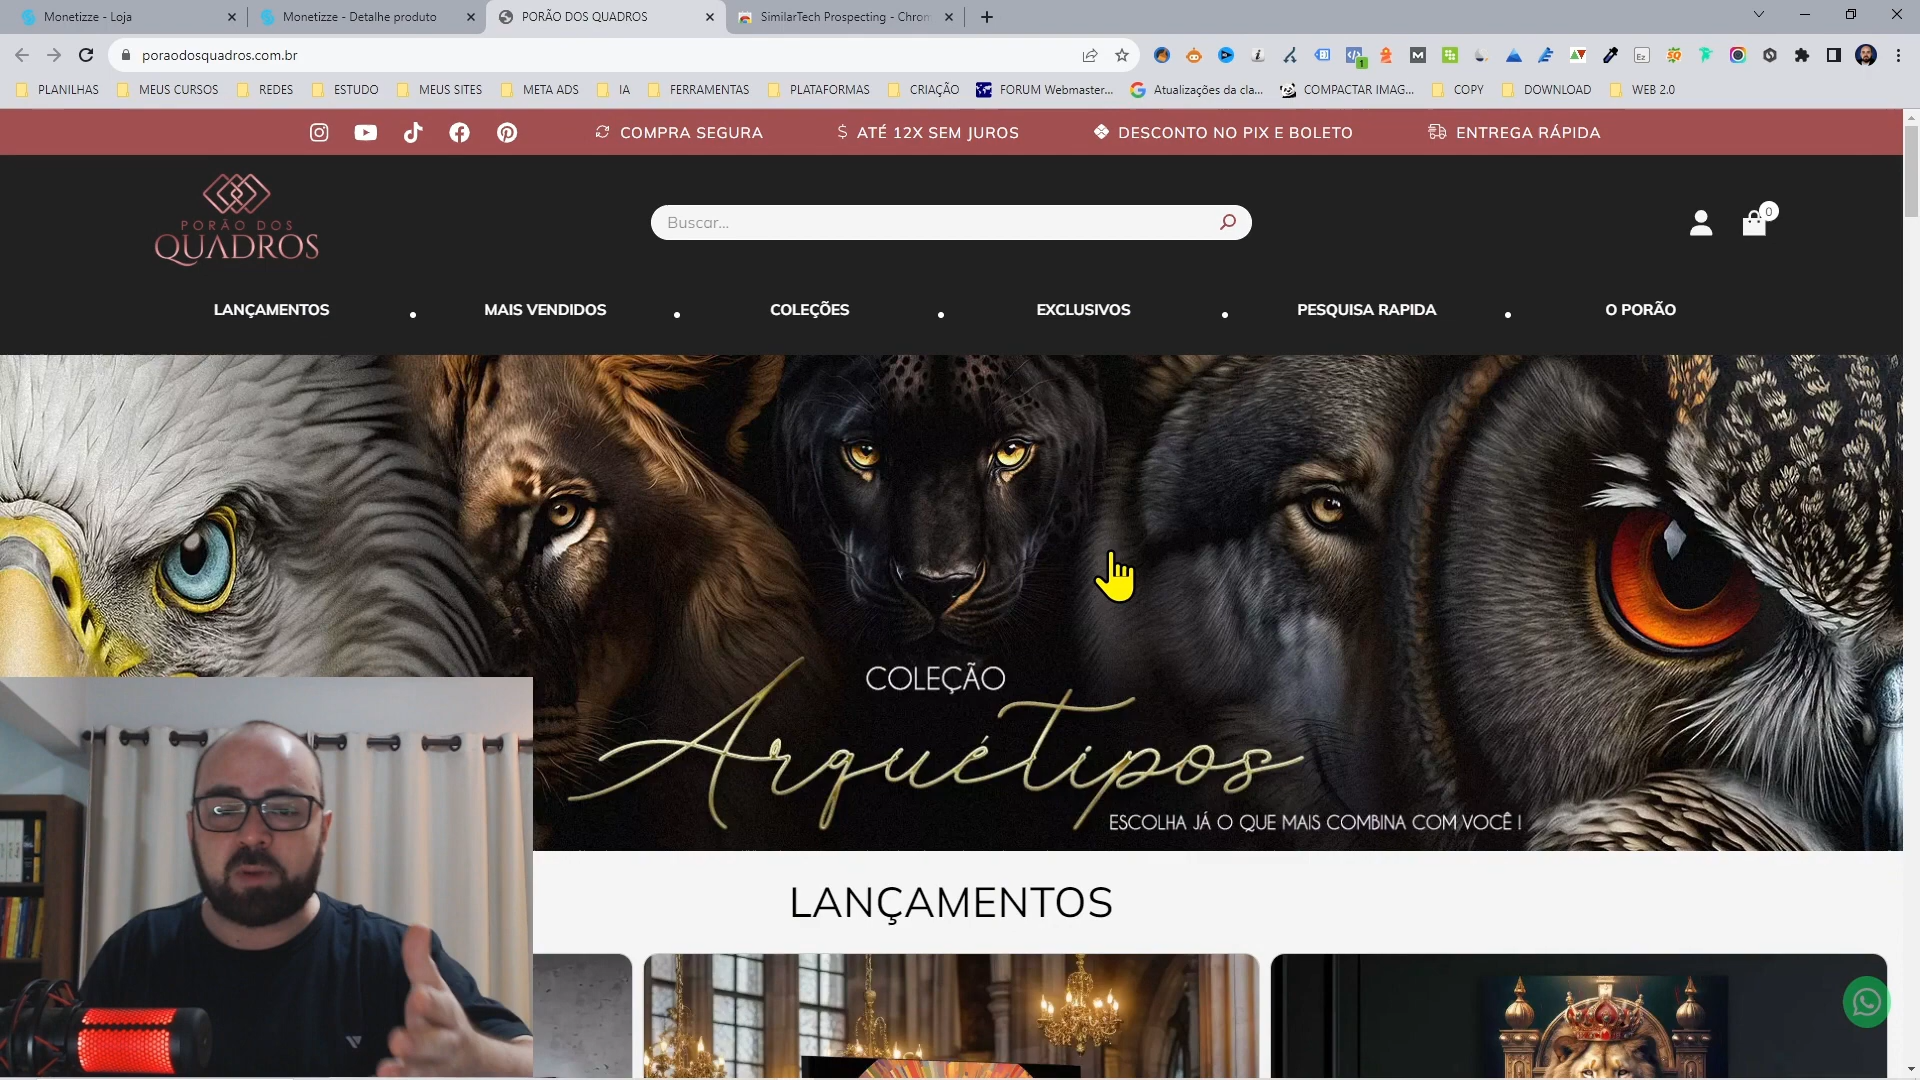 Monetizze - Loja
Monetizze - Detalhe produto
PORÃO DOS QUADROS
SimilarTech Prospecting - Chrom
poraodosquadros.com.br
PLANILHAS
MEUS CURSOS
REDES
ESTUDO
MEUS SITES
META ADS
IA
FERRAMENTAS
PLATAFORMAS
CRIAÇÃO
FORUM Webmaster...
Atualizações da cla...
COMPACTAR IMAG...
COPY
DOWNLOAD
WEB 2.0
COMPRA SEGURA
ATÉ 12X SEM JUROS
DESCONTO NO PIX E BOLETO
ENTREGA RÁPIDA
PORÃO DOS
QUADROS
Buscar...
0
LANÇAMENTOS
MAIS VENDIDOS
COLEÇÕES
EXCLUSIVOS
PESQUISA RAPIDA
O PORÃO
COLEÇÃO
Arquétipos
ESCOLHA JÁ O QUE MAIS COMBINA COM VOCÊ !
LANÇAMENTOS